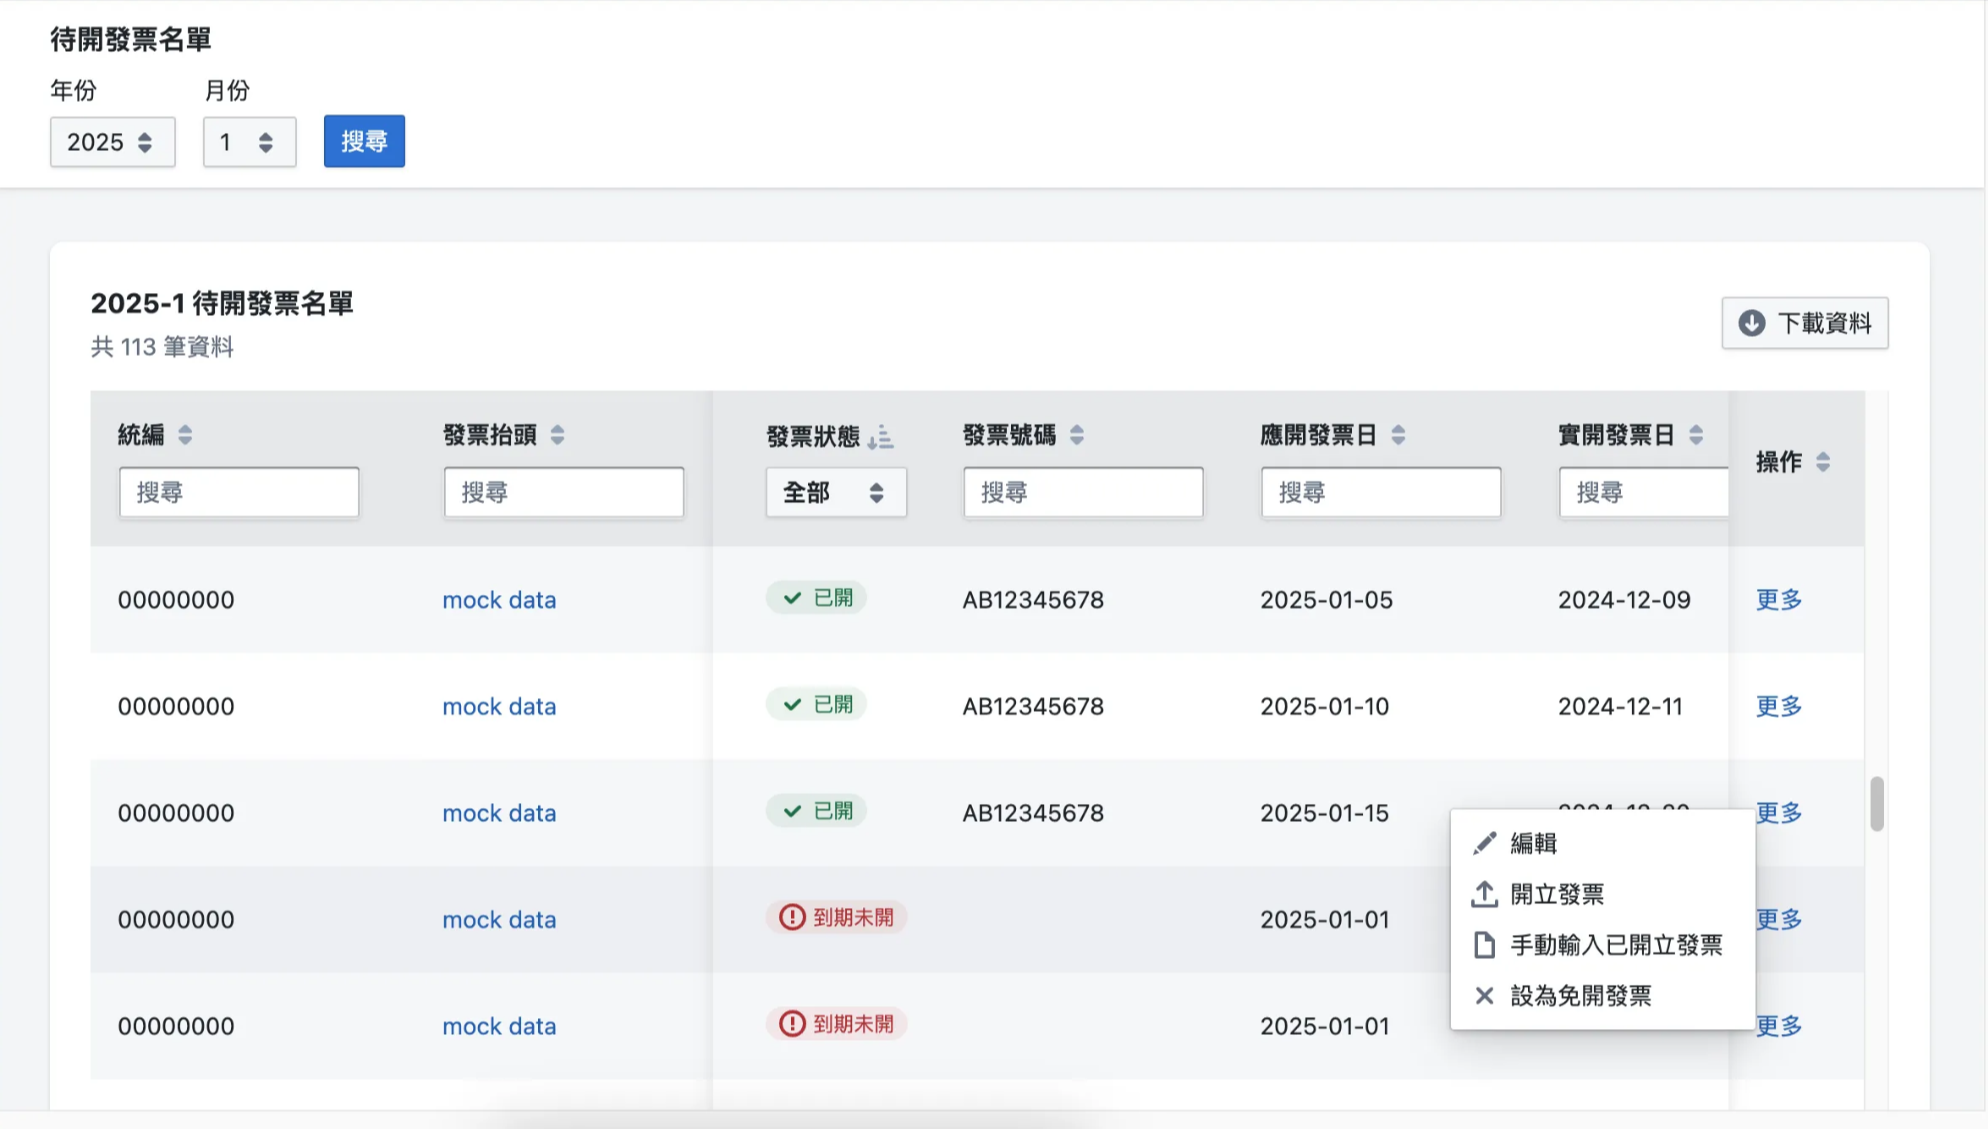 待開發票名單
年份 月份
2025 1 搜尋
2025-1 待開發票名單
共 113 筆資料
下載資料
統編 發票抬頭 發票狀態 發票號碼 應開發票日 實開發票日 操作
搜尋 搜尋 全部 搜尋 搜尋 搜尋
00000000 mock data 已開 AB12345678 2025-01-05 2024-12-09 更多
00000000 mock data 已開 AB12345678 2025-01-10 2024-12-11 更多
00000000 mock data 已開 AB12345678 2025-01-15 更多
00000000 mock data 到期未開 2025-01-01 更多
00000000 mock data 到期未開 2025-01-01 更多
編輯
開立發票
手動輸入已開立發票
設為免開發票